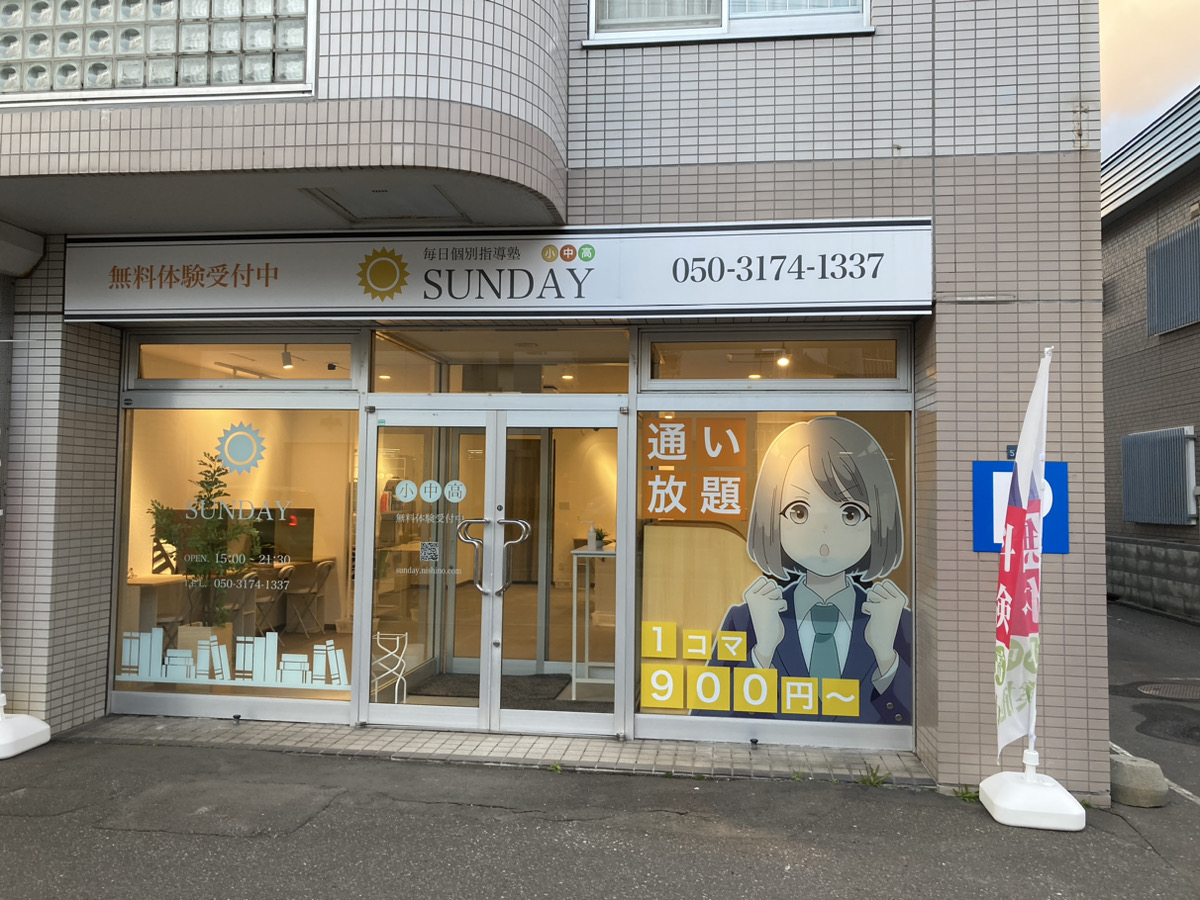 無料体験受付中
毎日個別指導塾 小中高
SUNDAY
050-3174-1337
SUNDAY
OPEN. 15:00 - 21:30
TEL. 050-3174-1337
小中高
無料体験受付中
sunday.nishino.com
通い
放題
1コマ
900円~